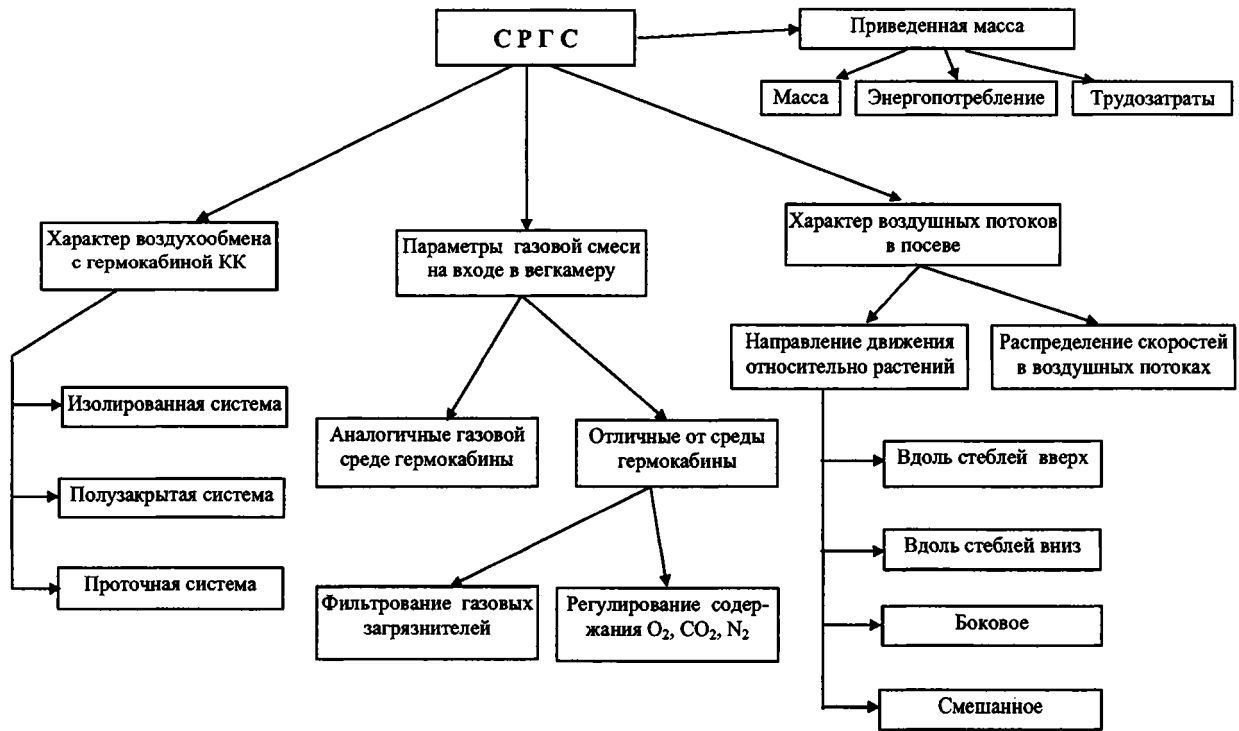 С Р Г С
Приведенная масса
Масса
Энергопотребление
Трудозатраты
Характер воздухообмена
с гермокабиной КК
Параметры газовой смеси
на входе в вегкамеру
Характер воздушных потоков
в посеве
Изолированная система
Полузакрытая система
Проточная система
Аналогичные газовой
среде гермокабины
Отличные от среды
гермокабины
Фильтрование газовых
загрязнителей
Регулирование содер-
жания O₂, CO₂, N₂
Направление движения
относительно растений
Распределение скоростей
в воздушных потоках
Вдоль стеблей вверх
Вдоль стеблей вниз
Боковое
Смешанное